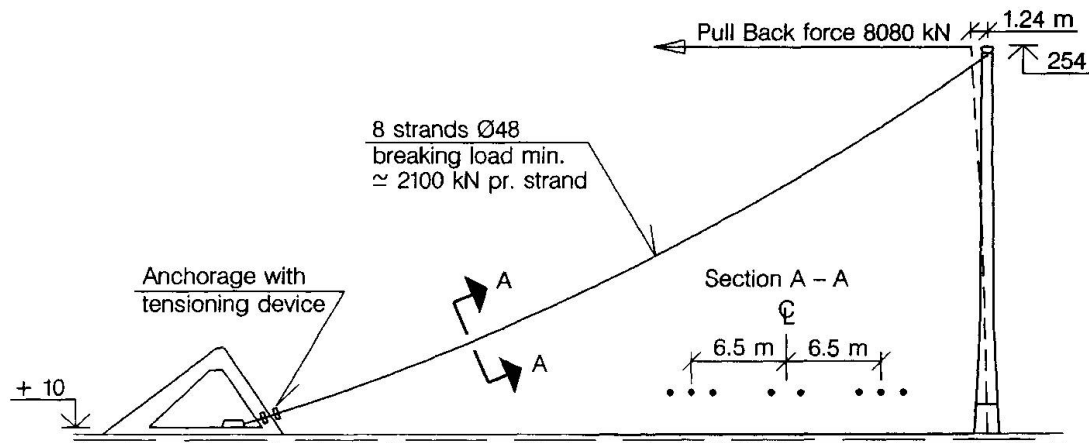 Pull Back force 8080 kN
1.24 m
254
8 strands Ø48
breaking load min.
≃ 2100 kN pr. strand
Anchorage with
tensioning device
A
A
Section A – A
℄
6.5 m
6.5 m
+ 10